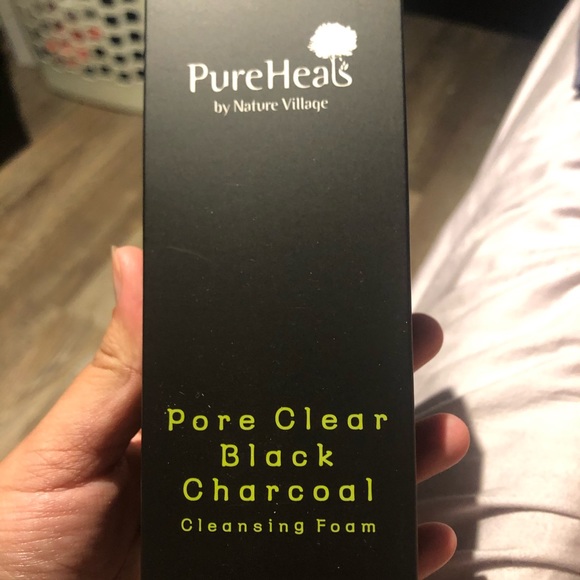 PureHeals
by Nature Village
Pore Clear
Black
Charcoal
Cleansing Foam